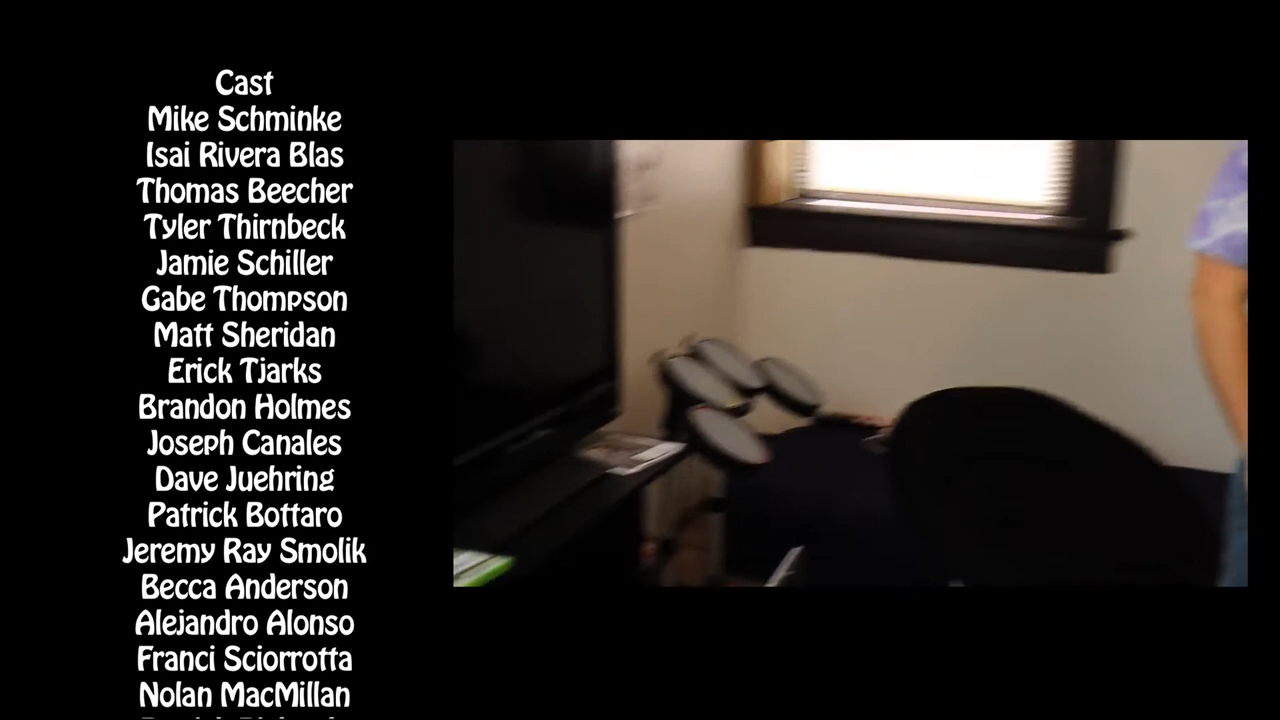 Cast
Mike Schminke
Isai Rivera Blas
Thomas Beecher
Tyler Thirnbeck
Jamie Schiller
Gabe Thompson
Matt Sheridan
Erick Tjarks
Brandon Holmes
Joseph Canales
Dave Juehring
Patrick Bottaro
Jeremy Ray Smolik
Becca Anderson
Alejandro Alonso
Franci Sciorrotta
Nolan MacMillan